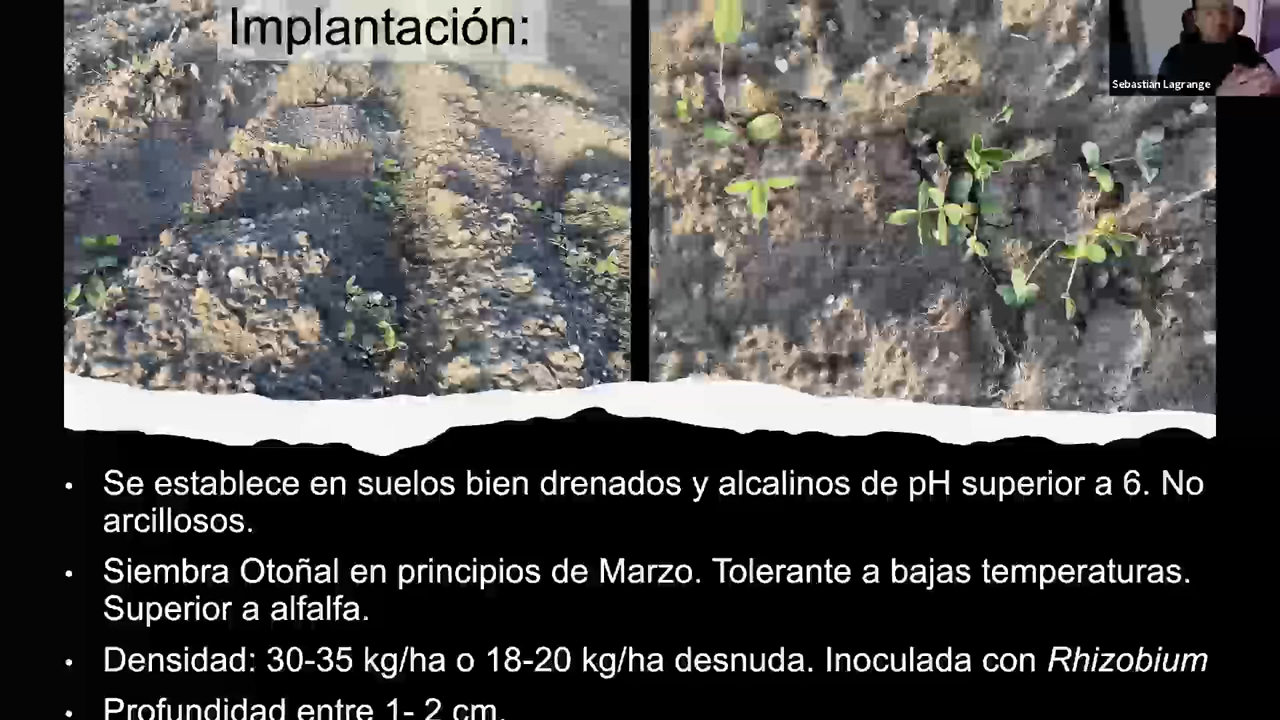 Implantación:
Sebastian Lagrange
• Se establece en suelos bien drenados y alcalinos de pH superior a 6. No
arcillosos.
• Siembra Otoñal en principios de Marzo. Tolerante a bajas temperaturas.
Superior a alfalfa.
• Densidad: 30-35 kg/ha o 18-20 kg/ha desnuda. Inoculada con Rhizobium
• Profundidad entre 1- 2 cm.